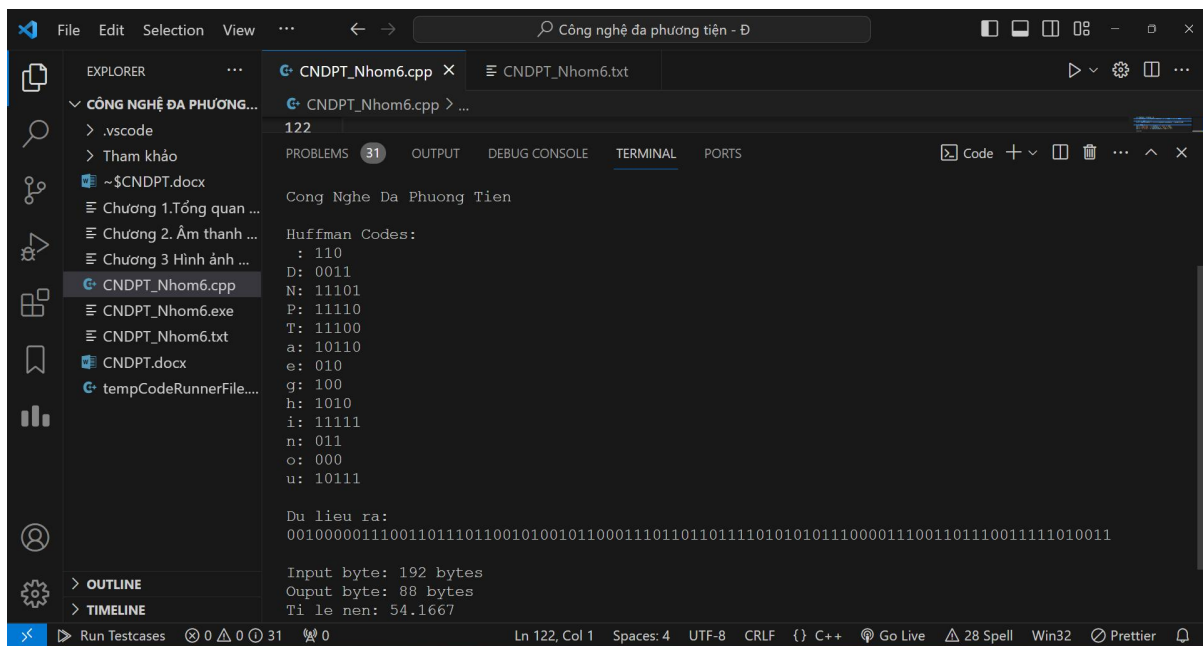 File Edit Selection View ··· Công nghệ đa phương tiện - Đ
EXPLORER ···
CÔNG NGHỆ ĐA PHƯƠNG...
.vscode
Tham khảo
~$CNDPT.docx
Chương 1.Tổng quan ...
Chương 2. Âm thanh ...
Chương 3 Hình ảnh ...
CNDPT_Nhom6.cpp
CNDPT_Nhom6.exe
CNDPT_Nhom6.txt
CNDPT.docx
tempCodeRunnerFile....
OUTLINE
TIMELINE
CNDPT_Nhom6.cpp CNDPT_Nhom6.txt
CNDPT_Nhom6.cpp > ...
122
PROBLEMS 31 OUTPUT DEBUG CONSOLE TERMINAL PORTS Code
Cong Nghe Da Phuong Tien
Huffman Codes:
: 110
D: 0011
N: 11101
P: 11110
T: 11100
a: 10110
e: 010
g: 100
h: 1010
i: 11111
n: 011
o: 000
u: 10111
Du lieu ra:
0010000011100110111011001010010110001110110110111101010101110000111001101110011111010011
Input byte: 192 bytes
Ouput byte: 88 bytes
Ti le nen: 54.1667
Run Testcases 0 0 31 0 Ln 122, Col 1 Spaces: 4 UTF-8 CRLF {} C++ Go Live 28 Spell Win32 Prettier